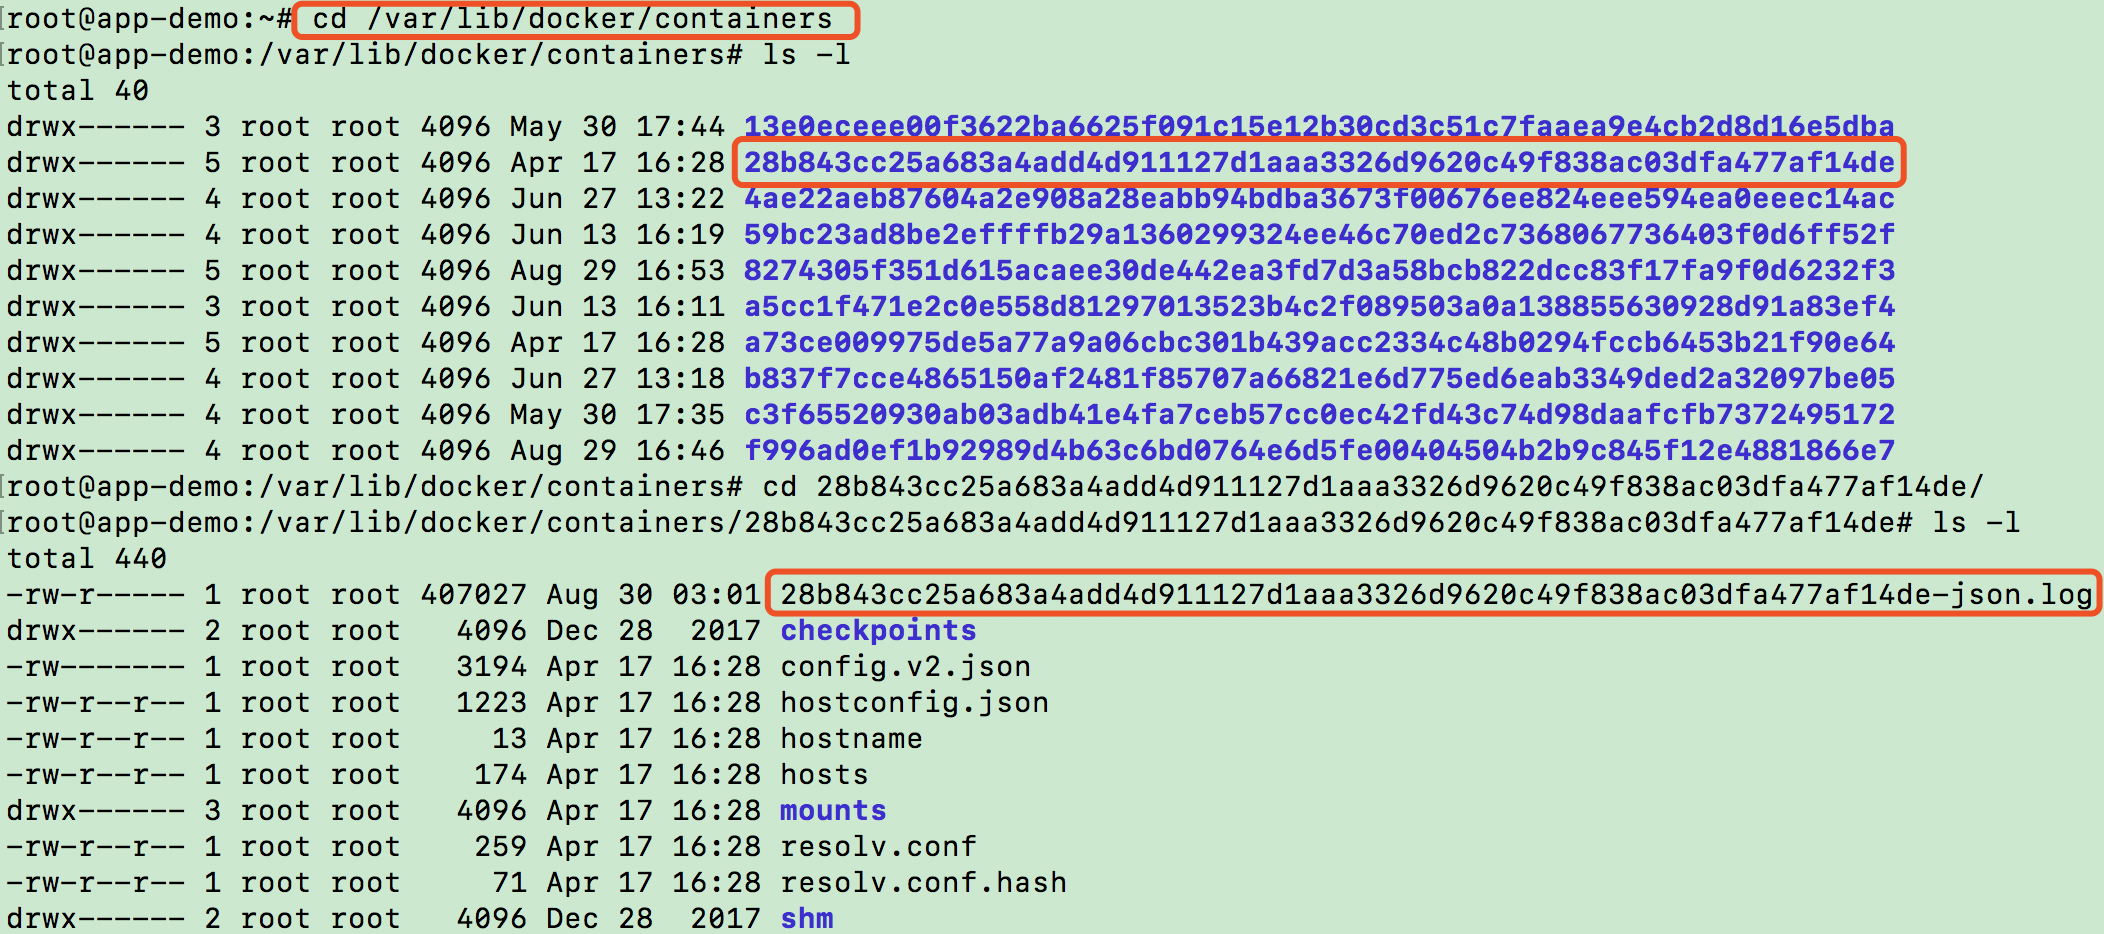 root@app-demo:~# cd /var/lib/docker/containers
root@app-demo:/var/lib/docker/containers# ls -l
total 40
drwx------ 3 root root 4096 May 30 17:44 13e0eceee00f3622ba6625f091c15e12b30cd3c51c7faaea9e4cb2d8d16e5dba
drwx------ 5 root root 4096 Apr 17 16:28 28b843cc25a683a4add4d911127d1aaa3326d9620c49f838ac03dfa477af14de
drwx------ 4 root root 4096 Jun 27 13:22 4ae22aeb87604a2e908a28eabb94bdba3673f00676ee824eee594ea0eeec14ac
drwx------ 4 root root 4096 Jun 13 16:19 59bc23ad8be2effffb29a1360299324ee46c70ed2c7368067736403f0d6ff52f
drwx------ 5 root root 4096 Aug 29 16:53 8274305f351d615acaee30de442ea3fd7d3a58bcb822dcc83f17fa9f0d6232f3
drwx------ 3 root root 4096 Jun 13 16:11 a5cc1f471e2c0e558d81297013523b4c2f089503a0a138855630928d91a83ef4
drwx------ 5 root root 4096 Apr 17 16:28 a73ce009975de5a77a9a06cbc301b439acc2334c48b0294fccb6453b21f90e64
drwx------ 4 root root 4096 Jun 27 13:18 b837f7cce4865150af2481f85707a66821e6d775ed6eab3349ded2a32097be05
drwx------ 4 root root 4096 May 30 17:35 c3f65520930ab03adb41e4fa7ceb57cc0ec42fd43c74d98daafcfb7372495172
drwx------ 4 root root 4096 Aug 29 16:46 f996ad0ef1b92989d4b63c6bd0764e6d5fe00404504b2b9c845f12e4881866e7
root@app-demo:/var/lib/docker/containers# cd 28b843cc25a683a4add4d911127d1aaa3326d9620c49f838ac03dfa477af14de/
root@app-demo:/var/lib/docker/containers/28b843cc25a683a4add4d911127d1aaa3326d9620c49f838ac03dfa477af14de# ls -l
total 440
-rw-r----- 1 root root 407027 Aug 30 03:01 28b843cc25a683a4add4d911127d1aaa3326d9620c49f838ac03dfa477af14de-json.log
drwx------ 2 root root 4096 Dec 28 2017 checkpoints
-rw------- 1 root root 3194 Apr 17 16:28 config.v2.json
-rw-r--r-- 1 root root 1223 Apr 17 16:28 hostconfig.json
-rw-r--r-- 1 root root 13 Apr 17 16:28 hostname
-rw-r--r-- 1 root root 174 Apr 17 16:28 hosts
drwx------ 3 root root 4096 Apr 17 16:28 mounts
-rw-r--r-- 1 root root 259 Apr 17 16:28 resolv.conf
-rw-r--r-- 1 root root 71 Apr 17 16:28 resolv.conf.hash
drwx------ 2 root root 4096 Dec 28 2017 shm